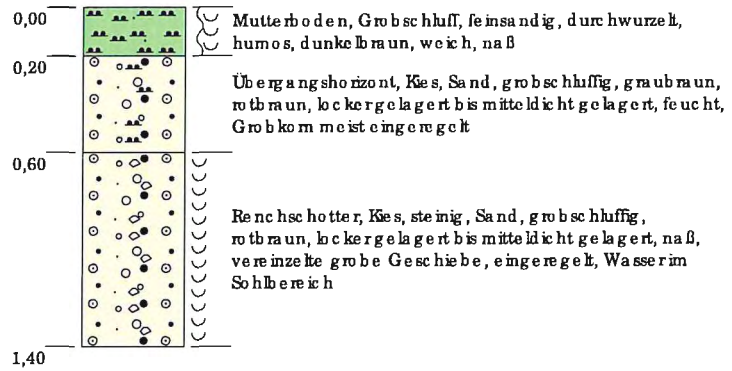 0,00
Mutterboden, Grobschluff, feinsandig, durchwurzelt,
humos, dunkelbraun, weich, naß
0,20
Übergangshorizont, Kies, Sand, grobschluffig, graubraun,
rotbraun, lockergelagert bis mitteldicht gelagert, feucht,
Grobkorn meist eingeregelt
0,60
Renchschotter, Kies, steinig, Sand, grobschluffig,
rotbraun, lockergelagert bis mitteldicht gelagert, naß,
vereinzelte grobe Geschiebe, eingeregelt, Wasser im
Sohlbereich
1,40